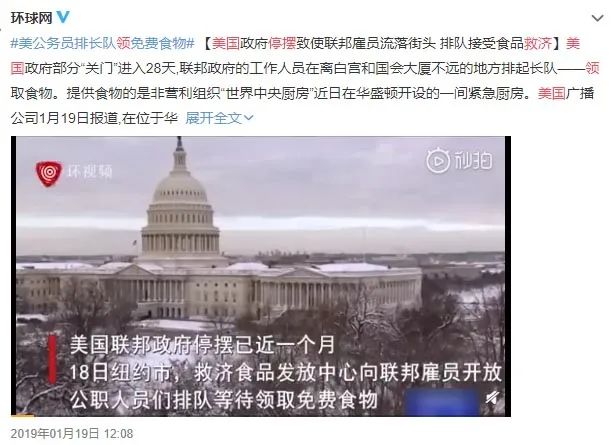 环球网
#美公务员排长队领免费食物# 【美国政府停摆致使联邦雇员流落街头 排队接受食品救济】美
国政府部分“关门”进入28天,联邦政府的工作人员在离白宫和国会大厦不远的地方排起长队——领
取食物。提供食物的是非营利组织“世界中央厨房”近日在华盛顿开设的一间紧急厨房。美国广播
公司1月19日报道,在位于华 展开全文
环视频
秒拍
美国联邦政府停摆已近一个月
18日纽约市，救济食品发放中心向联邦雇员开放
公职人员们排队等待领取免费食物
2019年01月19日 12:08